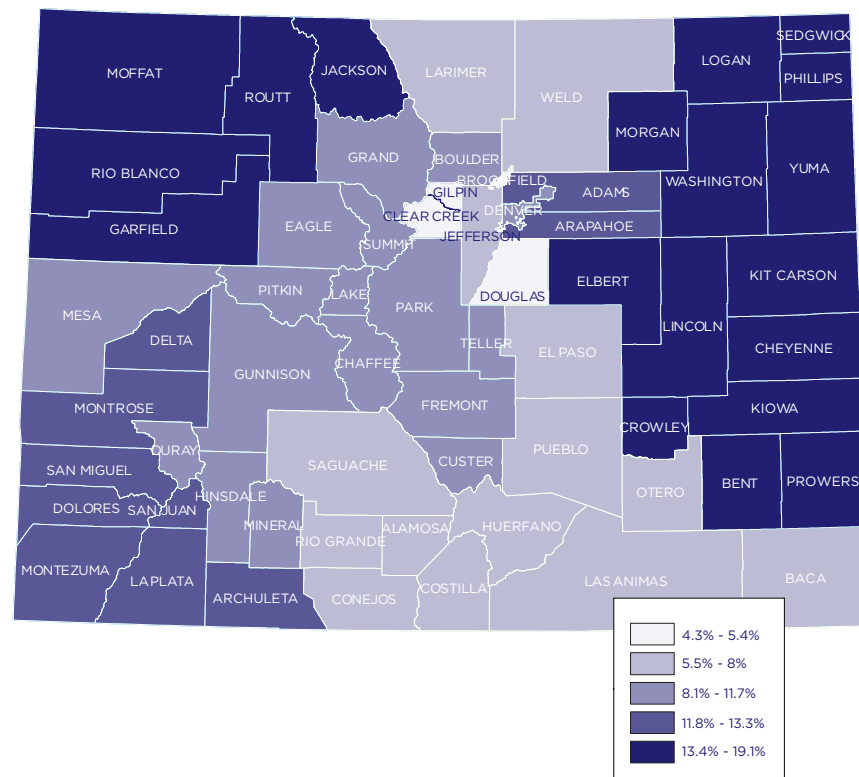 SEDGWICK
MOFFAT
JACKSON
LARIMER
LOGAN
PHILLIPS
ROUTT
WELD
MORGAN
GRAND
BOULDER
YUMA
RIO BLANCO
BROOMFIELD
WASHINGTON
GILPIN
ADAMS
CLEAR CREEK
DENVER
GARFIELD
EAGLE
ARAPAHOE
SUMMIT
JEFFERSON
KIT CARSON
ELBERT
PITKIN
LAKE
DOUGLAS
PARK
MESA
LINCOLN
DELTA
TELLER
CHEYENNE
EL PASO
CHAFFEE
GUNNISON
MONTROSE
FREMONT
KIOWA
CROWLEY
OURAY
PUEBLO
CUSTER
SAGUACHE
SAN MIGUEL
PROWERS
BENT
OTERO
HINSDALE
DOLORES
SAN JUAN
MINERAL
ALAMOSA
HUERFANO
RIO GRANDE
MONTEZUMA
LA PLATA
LAS ANIMAS
BACA
COSTILLA
ARCHULETA
CONEJOS
4.3% - 5.4%
5.5% - 8%
8.1% - 11.7%
11.8% - 13.3%
13.4% - 19.1%